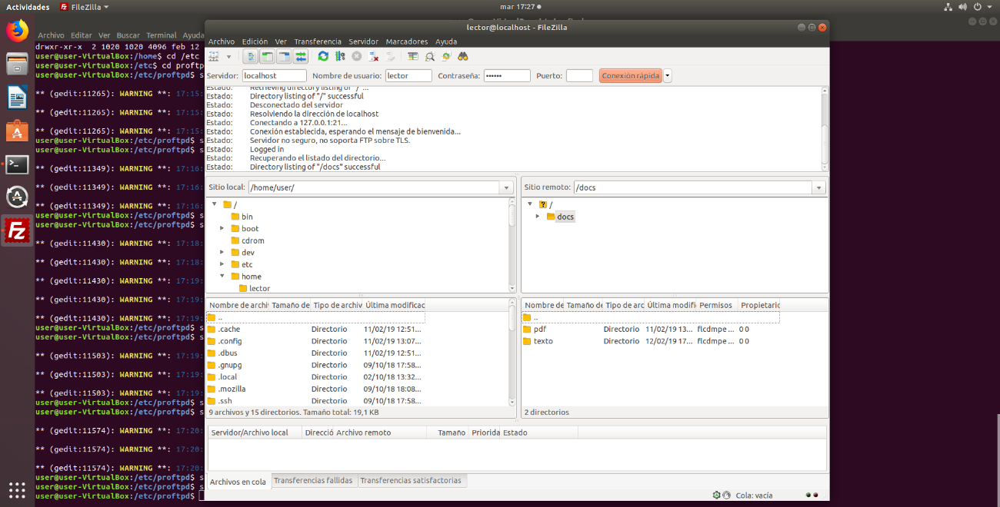 Actividades FileZilla mar 17:27
Archivo Editar Ver Buscar Terminal Ayuda
drwxr-xr-x 2 1020 1020 4096 feb 12
user@user-VirtualBox:/home$ cd /etc
user@user-VirtualBox:/etc$ cd proftp
user@user-VirtualBox:/etc/proftpd$ s
** (gedit:11265): WARNING **: 17:15:
** (gedit:11265): WARNING **: 17:15:
** (gedit:11265): WARNING **: 17:15:
user@user-VirtualBox:/etc/proftpd$ s
user@user-VirtualBox:/etc/proftpd$ s
** (gedit:11349): WARNING **: 17:16:
** (gedit:11349): WARNING **: 17:16:
** (gedit:11349): WARNING **: 17:16:
user@user-VirtualBox:/etc/proftpd$ s
user@user-VirtualBox:/etc/proftpd$ s
** (gedit:11430): WARNING **: 17:18:
** (gedit:11430): WARNING **: 17:18:
** (gedit:11430): WARNING **: 17:19:
** (gedit:11430): WARNING **: 17:19:
** (gedit:11430): WARNING **: 17:19:
user@user-VirtualBox:/etc/proftpd$ s
user@user-VirtualBox:/etc/proftpd$ s
** (gedit:11503): WARNING **: 17:19:
** (gedit:11503): WARNING **: 17:19:
** (gedit:11503): WARNING **: 17:19:
user@user-VirtualBox:/etc/proftpd$ s
user@user-VirtualBox:/etc/proftpd$ s
** (gedit:11574): WARNING **: 17:20:
** (gedit:11574): WARNING **: 17:20:
** (gedit:11574): WARNING **: 17:20:
user@user-VirtualBox:/etc/proftpd$ s
user@user-VirtualBox:/etc/proftpd$ s
user@user-VirtualBox:/etc/proftpd$
lector@localhost - FileZilla
Archivo Edición Ver Transferencia Servidor Marcadores Ayuda
Servidor: localhost Nombre de usuario: lector Contraseña: •••••• Puerto: Conexión rápida
Estado: Retrieving directory listing of "/"...
Estado: Directory listing of "/" successful
Estado: Desconectado del servidor
Estado: Resolviendo la dirección de localhost
Estado: Conectando a 127.0.0.1:21...
Estado: Conexión establecida, esperando el mensaje de bienvenida...
Estado: Servidor no seguro, no soporta FTP sobre TLS.
Estado: Logged in
Estado: Recuperando el listado del directorio...
Estado: Directory listing of "/docs" successful
Sitio local: /home/user/
/
bin
boot
cdrom
dev
etc
home
lector
Sitio remoto: /docs
/
docs
Nombre de archi Tamaño de Tipo de archiv Última modificac
..
.cache Directorio 11/02/19 12:51...
.config Directorio 11/02/19 13:07...
.dbus Directorio 11/02/19 12:51...
.gnupg Directorio 09/10/18 17:58...
.local Directorio 02/10/18 13:32...
.mozilla Directorio 09/10/18 18:08...
.ssh Directorio 09/10/18 17:58...
9 archivos y 15 directorios. Tamaño total: 19,1 KB
Nombre de Tamaño de Tipo de arc Última modifi Permisos Propietario
..
pdf Directorio 11/02/19 13... flcdmpe ... 0 0
texto Directorio 12/02/19 17... flcdmpe ... 0 0
2 directorios
Servidor/Archivo local Direcció Archivo remoto Tamaño Priorida Estado
Archivos en cola Transferencias fallidas Transferencias satisfactorias
Cola: vacía